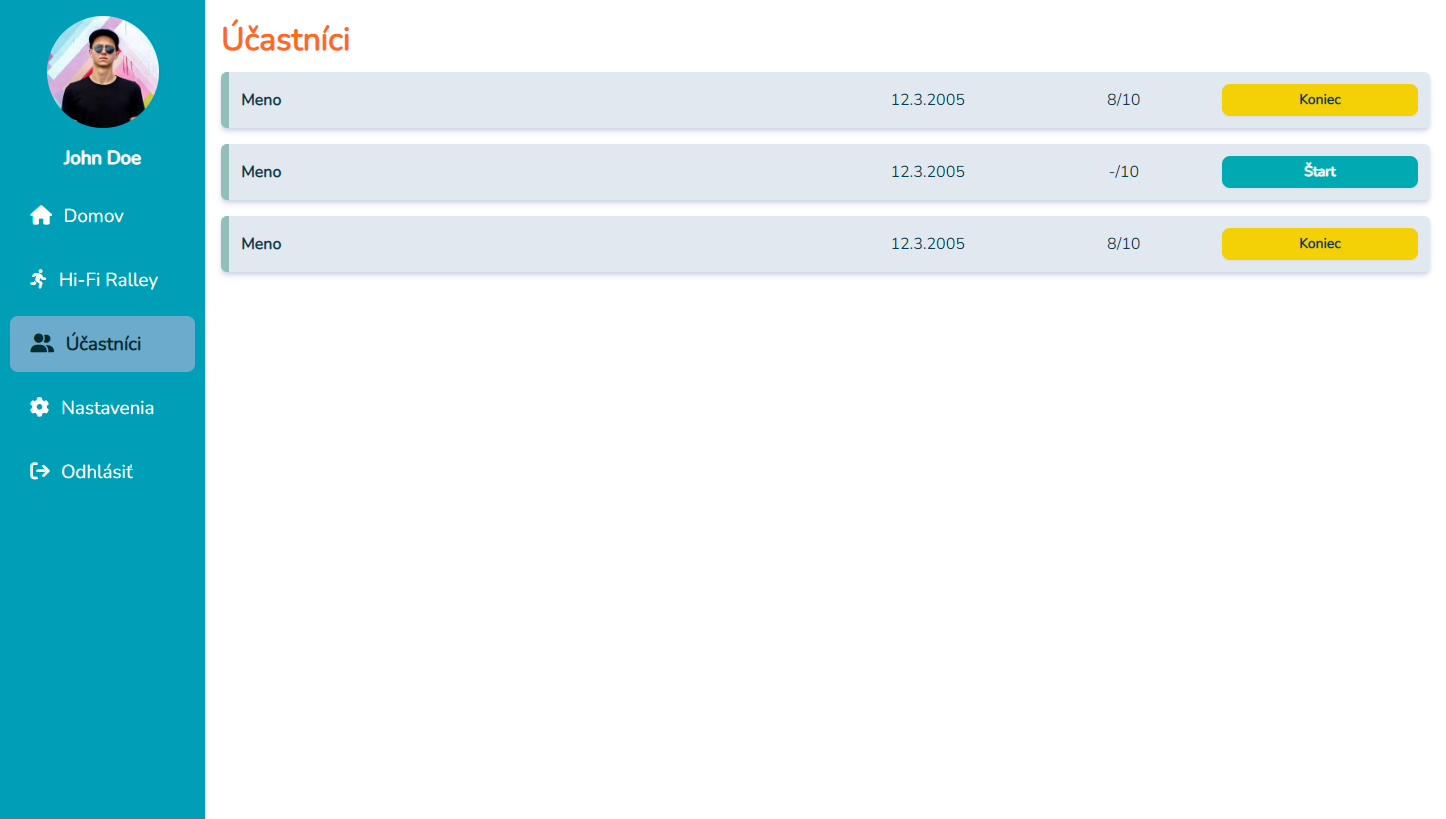 John Doe
Domov
Hi-Fi Ralley
Účastníci
Nastavenia
Odhlásiť
Účastníci
Meno 12.3.2005 8/10 Koniec
Meno 12.3.2005 -/10 Štart
Meno 12.3.2005 8/10 Koniec